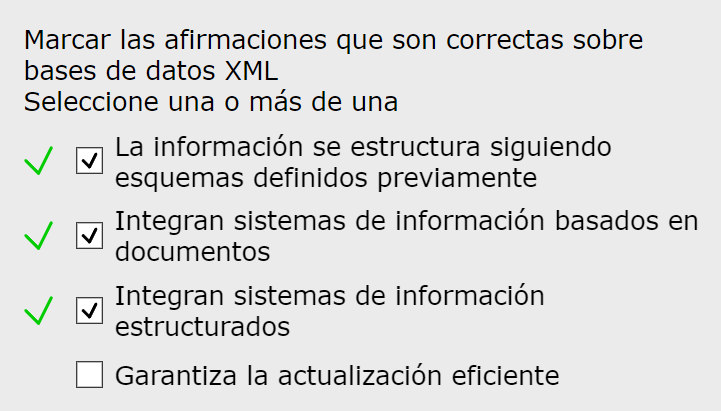 Marcar las afirmaciones que son correctas sobre
bases de datos XML
Seleccione una o más de una
La información se estructura siguiendo
esquemas definidos previamente
Integran sistemas de información basados en
documentos
Integran sistemas de información
estructurados
Garantiza la actualización eficiente